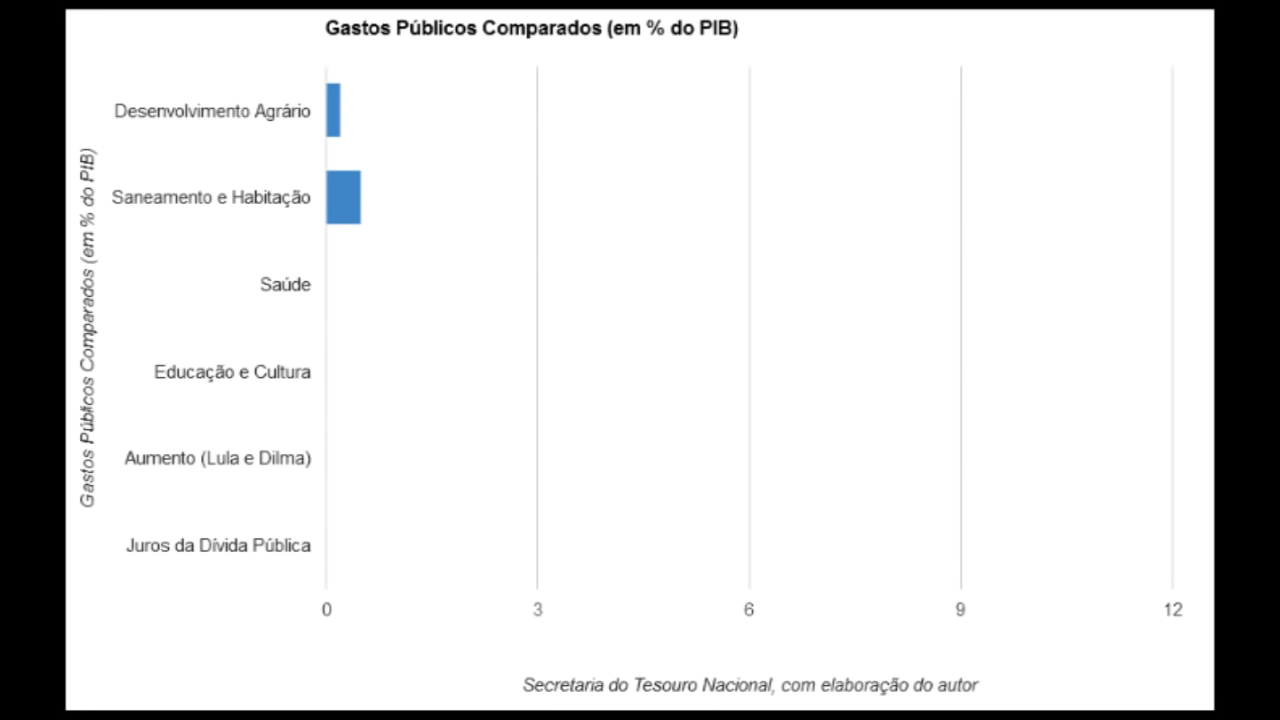 Gastos Públicos Comparados (em % do PIB)
Gastos Públicos Comparados (em % do PIB)
Desenvolvimento Agrário
Saneamento e Habitação
Saúde
Educação e Cultura
Aumento (Lula e Dilma)
Juros da Dívida Pública
0 3 6 9 12
Secretaria do Tesouro Nacional, com elaboração do autor